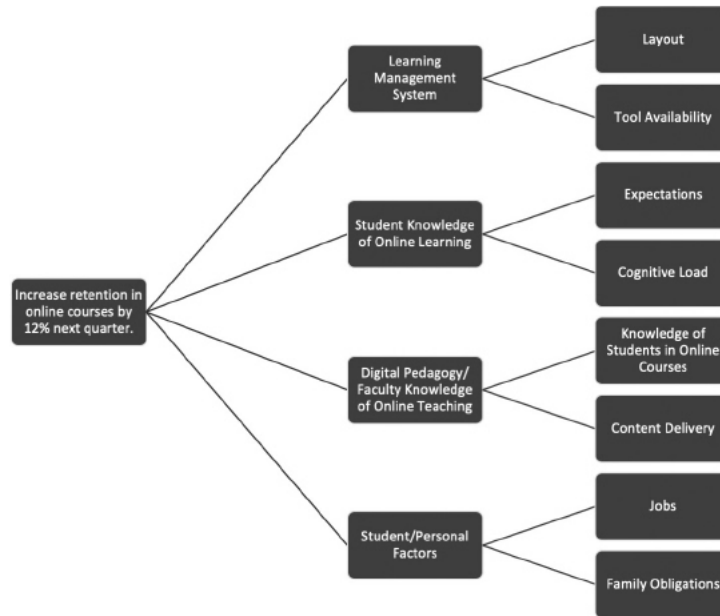 Increase retention in
online courses by
12% next quarter.
Learning
Management
System
Layout
Tool Availability
Student Knowledge
of Online Learning
Expectations
Cognitive Load
Digital Pedagogy/
Faculty Knowledge
of Online Teaching
Knowledge of
Students in Online
Courses
Content Delivery
Student/Personal
Factors
Jobs
Family Obligations